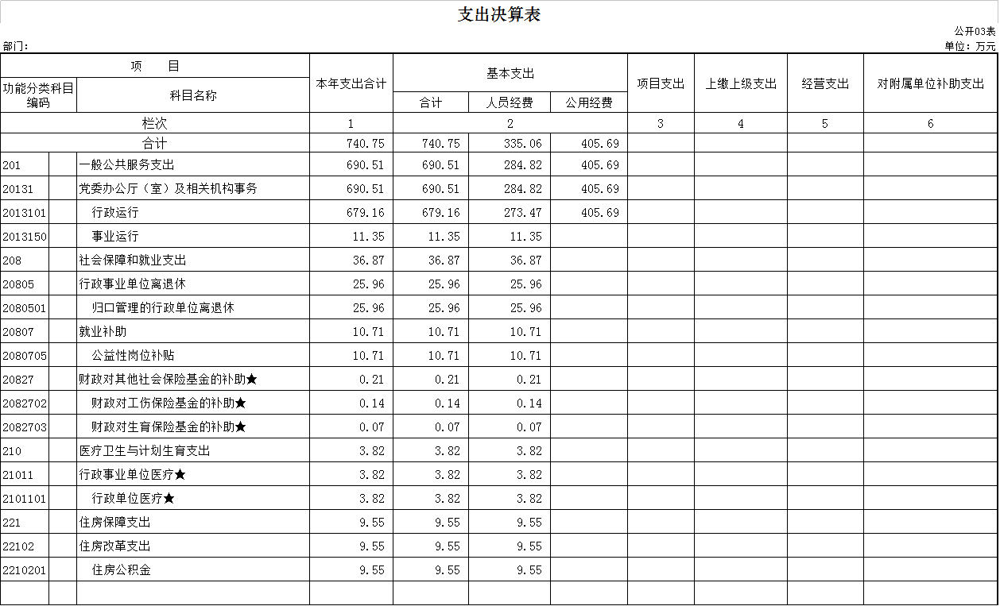 支出决算表
公开03表
部门：
单位：万元
项 目 本年支出合计 基本支出 项目支出 上缴上级支出 经营支出 对附属单位补助支出
功能分类科目编码 科目名称 合计 人员经费 公用经费
栏次 1 2 3 4 5 6
合计 740.75 740.75 335.06 405.69
201 一般公共服务支出 690.51 690.51 284.82 405.69
20131 党委办公厅（室）及相关机构事务 690.51 690.51 284.82 405.69
2013101 行政运行 679.16 679.16 273.47 405.69
2013150 事业运行 11.35 11.35 11.35
208 社会保障和就业支出 36.87 36.87 36.87
20805 行政事业单位离退休 25.96 25.96 25.96
2080501 归口管理的行政单位离退休 25.96 25.96 25.96
20807 就业补助 10.71 10.71 10.71
2080705 公益性岗位补贴 10.71 10.71 10.71
20827 财政对其他社会保险基金的补助★ 0.21 0.21 0.21
2082702 财政对工伤保险基金的补助★ 0.14 0.14 0.14
2082703 财政对生育保险基金的补助★ 0.07 0.07 0.07
210 医疗卫生与计划生育支出 3.82 3.82 3.82
21011 行政事业单位医疗★ 3.82 3.82 3.82
2101101 行政单位医疗★ 3.82 3.82 3.82
221 住房保障支出 9.55 9.55 9.55
22102 住房改革支出 9.55 9.55 9.55
2210201 住房公积金 9.55 9.55 9.55